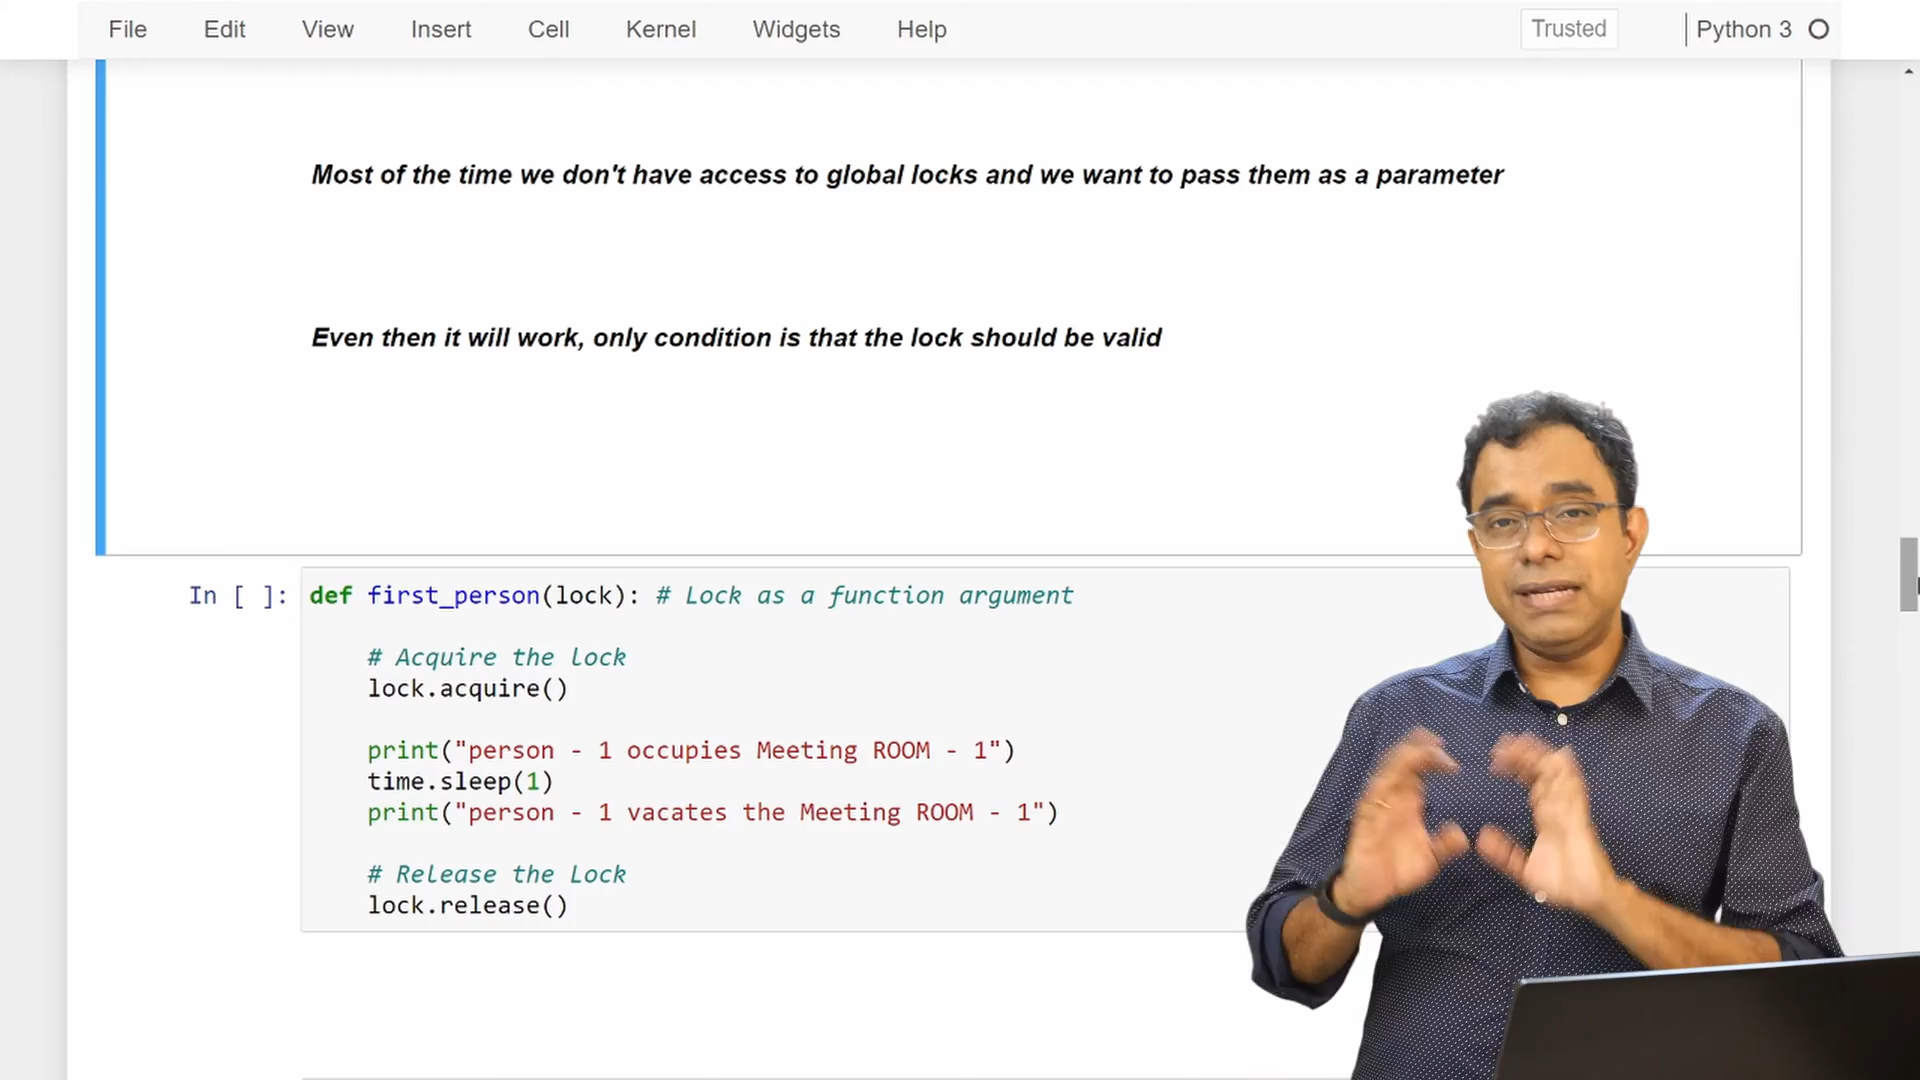 File Edit View Insert Cell Kernel Widgets Help Trusted Python 3
Most of the time we don't have access to global locks and we want to pass them as a parameter
Even then it will work, only condition is that the lock should be valid
In [ ]: def first_person(lock): # Lock as a function argument
# Acquire the lock
lock.acquire()
print("person - 1 occupies Meeting ROOM - 1")
time.sleep(1)
print("person - 1 vacates the Meeting ROOM - 1")
# Release the Lock
lock.release()